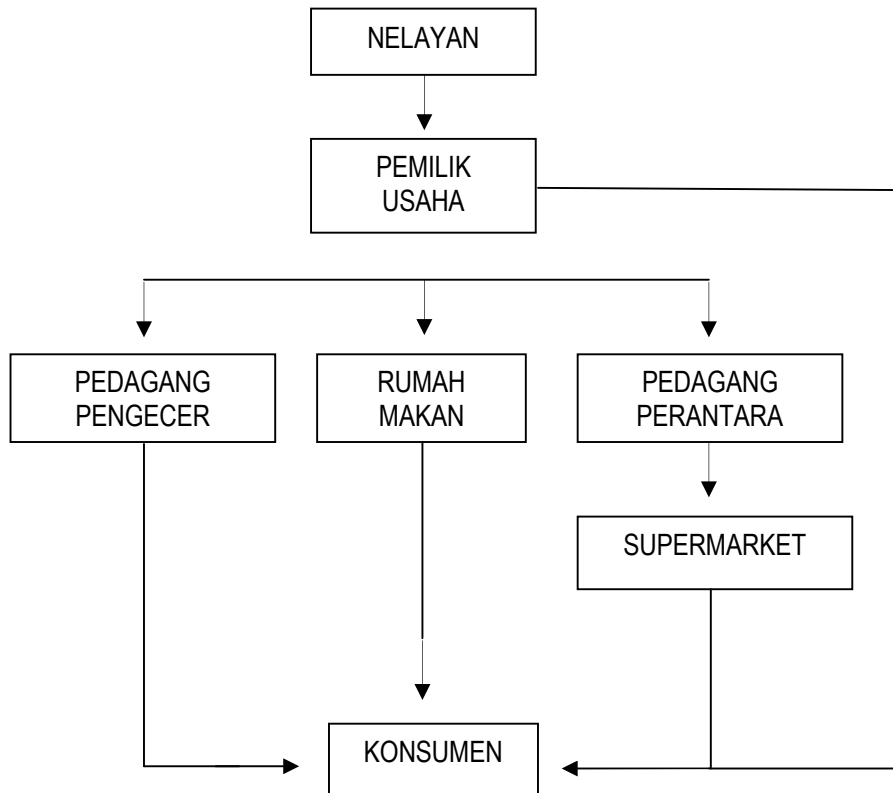 NELAYAN
PEMILIK
USAHA
PEDAGANG
PENGECER
RUMAH
MAKAN
PEDAGANG
PERANTARA
SUPERMARKET
KONSUMEN